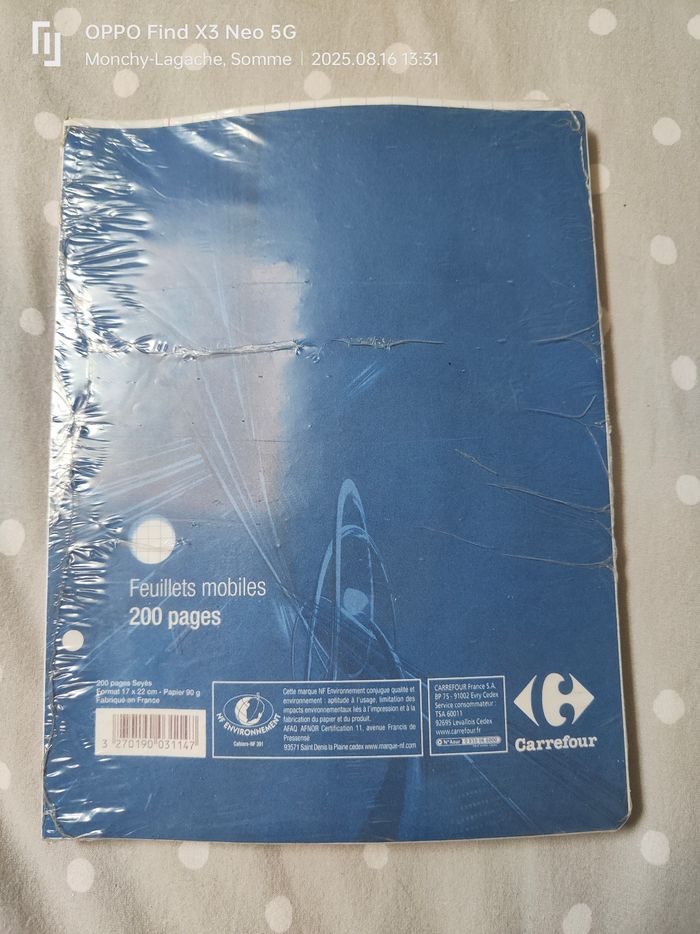 OPPO Find X3 Neo 5G
Monchy-Lagache, Somme | 2025.08.16 13:31
Feuillets mobiles
200 pages
200 pages Seyès
Format 17 x 22 cm - Papier 90 g
Fabriqué en France
3 270190 031147
NF ENVIRONNEMENT
Cahiers-NF 391
Cette marque NF Environnement conjugue qualité et
environnement : aptitude à l'usage, limitation des
impacts environnementaux liés à l'impression et à la
fabrication du papier et du produit.
AFAQ AFNOR Certification 11, avenue Francis de
Pressensé
93571 Saint Denis la Plaine cedex www.marque-nf.com
CARREFOUR France S.A.
BP 75 - 91002 Evry Cedex
Service consommateur :
TSA 60011
92695 Levallois Cedex
www.carrefour.fr
N° Azur
Carrefour